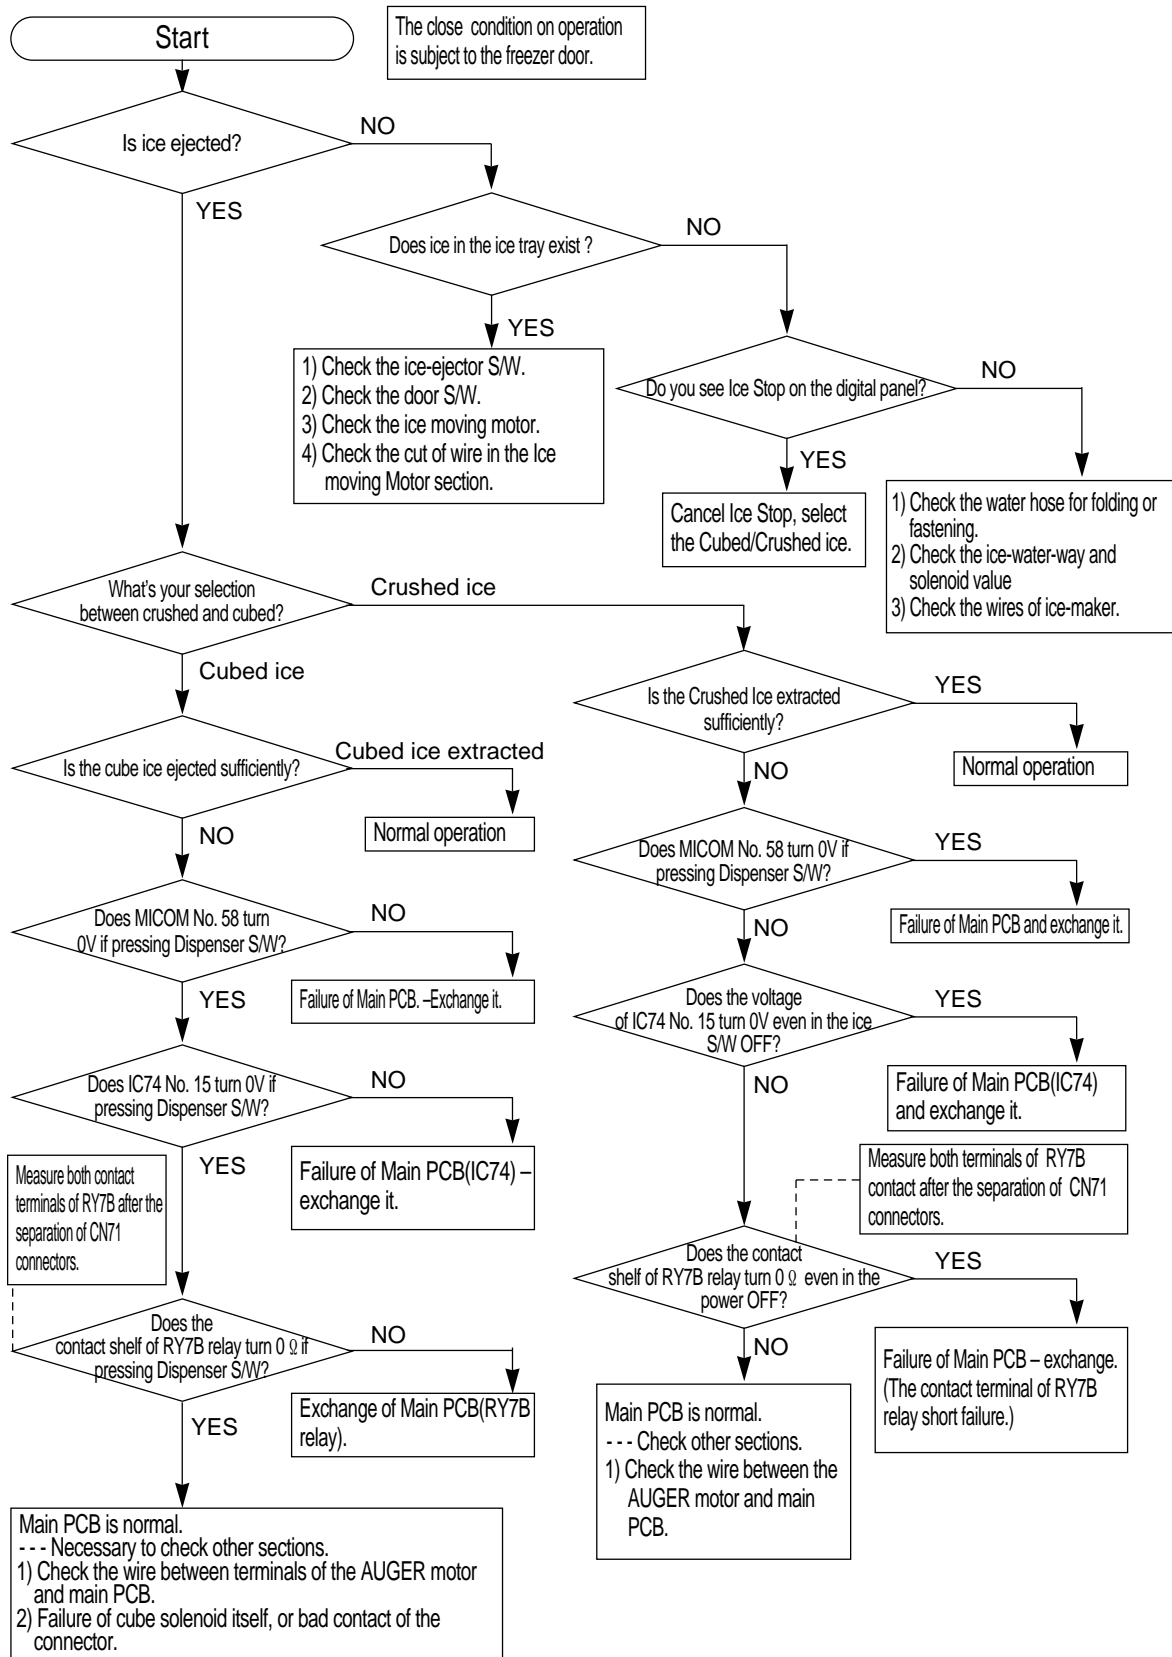 Start
The close condition on operation
is subject to the freezer door.
Is ice ejected?
NO
YES
Does ice in the ice tray exist ?
NO
YES
1) Check the ice-ejector S/W.
2) Check the door S/W.
3) Check the ice moving motor.
4) Check the cut of wire in the Ice
moving Motor section.
Do you see Ice Stop on the digital panel?
NO
YES
Cancel Ice Stop, select
the Cubed/Crushed ice.
1) Check the water hose for folding or
fastening.
2) Check the ice-water-way and
solenoid value
3) Check the wires of ice-maker.
What's your selection
between crushed and cubed?
Crushed ice
Cubed ice
Is the cube ice ejected sufficiently?
Cubed ice extracted
Normal operation
NO
Does MICOM No. 58 turn
0V if pressing Dispenser S/W?
NO
Failure of Main PCB. –Exchange it.
YES
Does IC74 No. 15 turn 0V if
pressing Dispenser S/W?
NO
Failure of Main PCB(IC74) –
exchange it.
YES
Measure both contact
terminals of RY7B after the
separation of CN71
connectors.
Does the
contact shelf of RY7B relay turn 0 Ω if
pressing Dispenser S/W?
NO
Exchange of Main PCB(RY7B
relay).
YES
Main PCB is normal.
- - - Necessary to check other sections.
1) Check the wire between terminals of the AUGER motor
and main PCB.
2) Failure of cube solenoid itself, or bad contact of the
connector.
Is the Crushed Ice extracted
sufficiently?
YES
Normal operation
NO
Does MICOM No. 58 turn 0V if
pressing Dispenser S/W?
YES
Failure of Main PCB and exchange it.
NO
Does the voltage
of IC74 No. 15 turn 0V even in the ice
S/W OFF?
YES
Failure of Main PCB(IC74)
and exchange it.
NO
Measure both terminals of RY7B
contact after the separation of CN71
connectors.
Does the contact
shelf of RY7B relay turn 0 Ω even in the
power OFF?
YES
Failure of Main PCB – exchange.
(The contact terminal of RY7B
relay short failure.)
NO
Main PCB is normal.
- - - Check other sections.
1) Check the wire between the
AUGER motor and main
PCB.